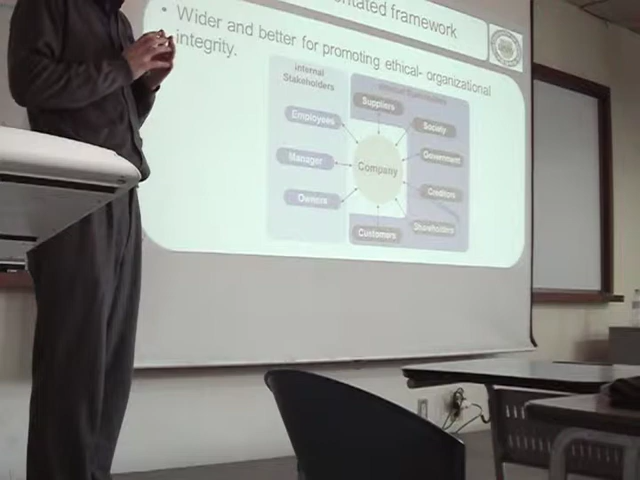 ntated framework
• Wider and better for promoting ethical- organizational
integrity.
internal
Stakeholders
Suppliers
Employees
Society
Manager
Company
Government
Creditors
Owners
Shareholders
Customers